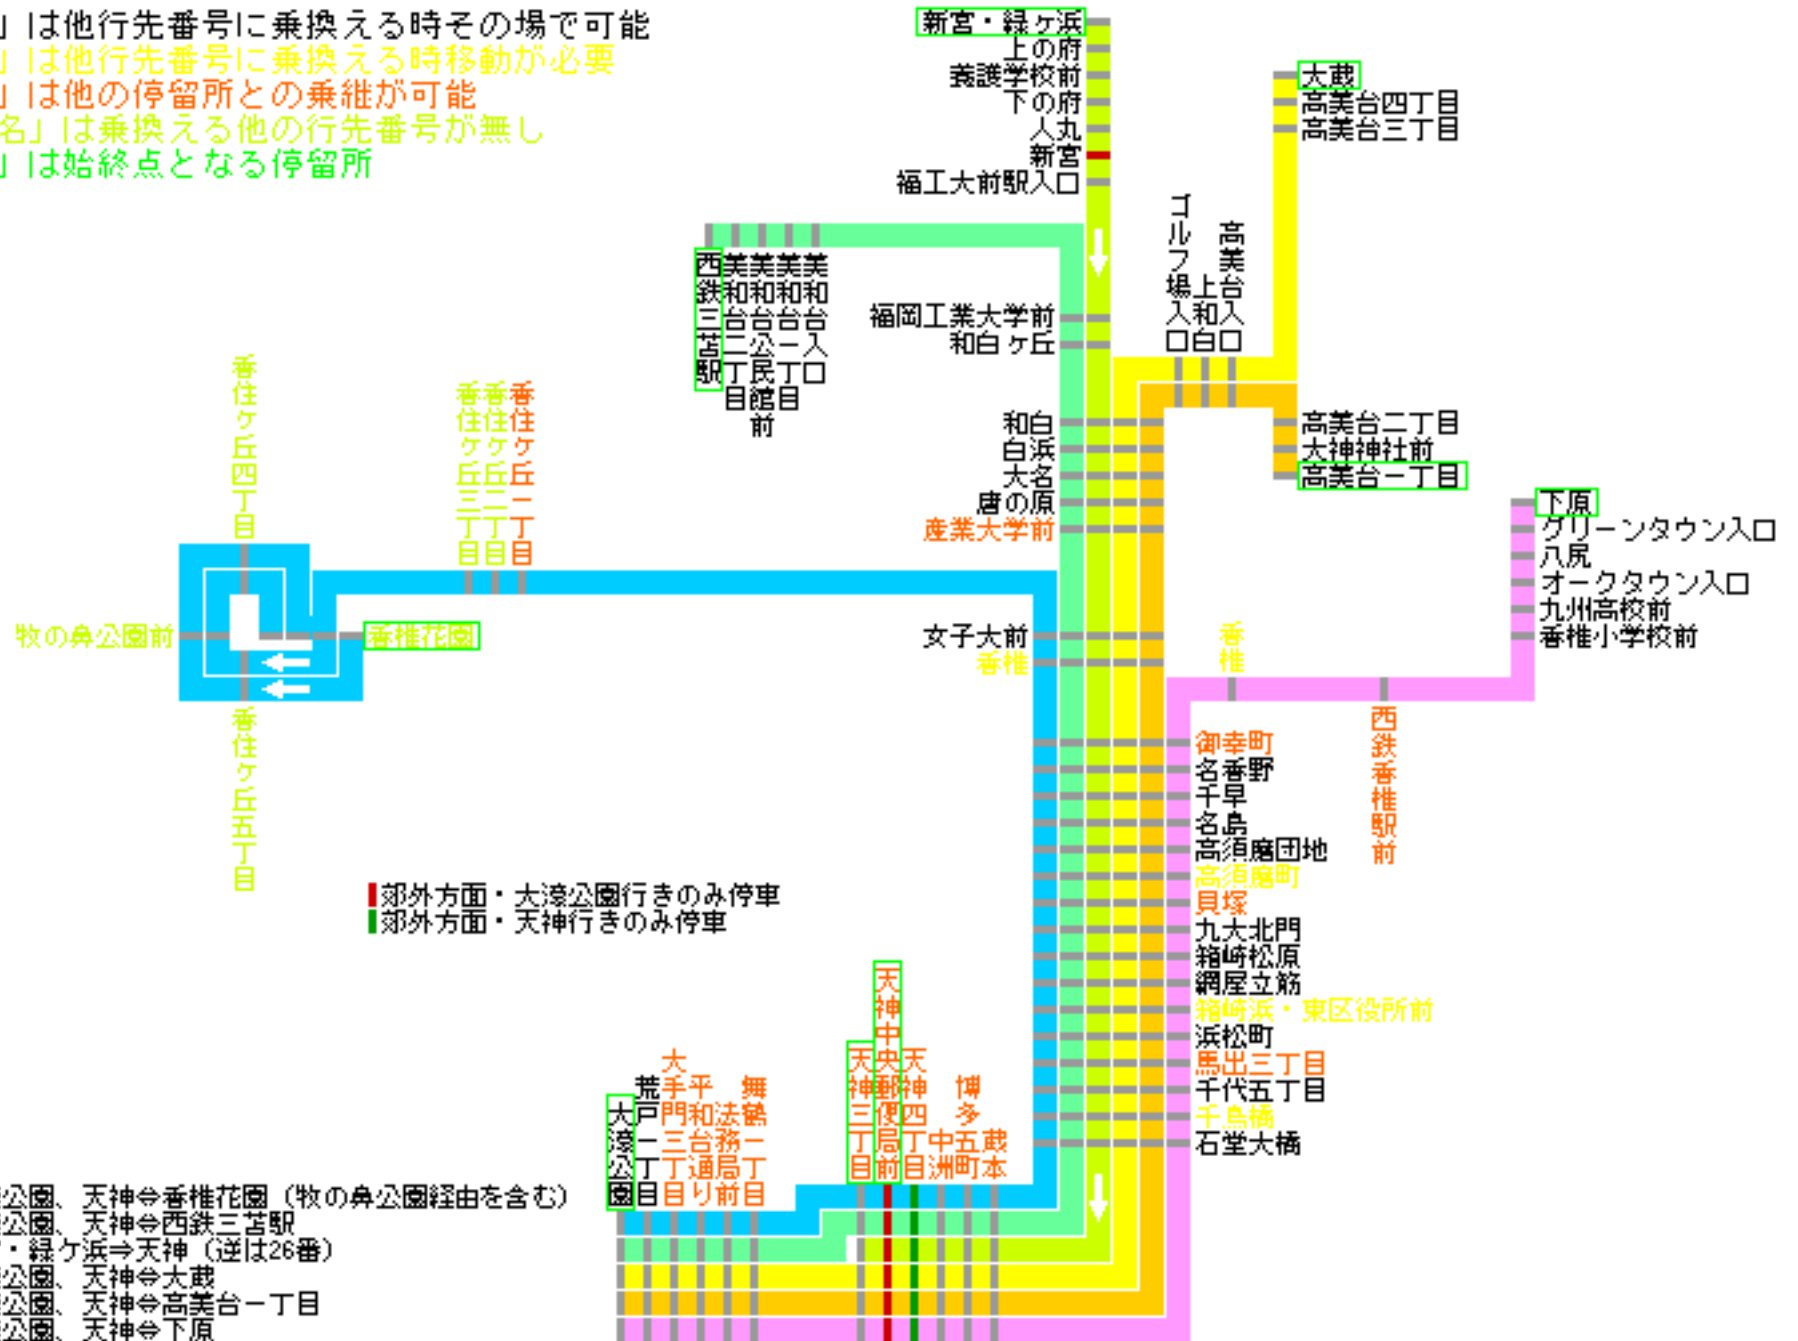 」は他行先番号に乗換える時その場で可能
」は他行先番号に乗換える時移動が必要
」は他の停留所との乗継が可能
名」は乗換える他の行先番号が無し
」は始終点となる停留所
新宮・緑ヶ浜
上の府
養護学校前
下の府
人丸
新宮
福工大前駅入口
大蔵
高美台四丁目
高美台三丁目
ゴルフ場入口
上和白
高美台入口
西鉄三苫駅
美和台二丁目
美和台公民館前
美和台一丁目
美和台入口
福岡工業大学前
和白ヶ丘
和白
白浜
大名
唐の原
産業大学前
高美台二丁目
大神神社前
高美台一丁目
下原
グリーンタウン入口
八尻
オークタウン入口
九州高校前
香椎小学校前
香住ヶ丘四丁目
香住ヶ丘三丁目
香住ヶ丘二丁目
香住ヶ丘一丁目
牧の鼻公園前
香椎花園
香住ヶ丘五丁目
女子大前
香椎
香椎
西鉄香椎駅前
御幸町
名香野
千早
名島
高須磨団地
高須磨町
貝塚
九大北門
箱崎松原
網屋立筋
箱崎浜・東区役所前
浜松町
馬出三丁目
千代五丁目
千鳥橋
石堂大橋
郊外方面・大濠公園行きのみ停車
郊外方面・天神行きのみ停車
大濠公園
荒戸一丁目
大手門三丁目
平和台通り
法務局前
舞鶴一丁目
天神三丁目
天神中央郵便局前
天神四丁目
中洲
博多五町
蔵本
公園、天神⇔香椎花園（牧の鼻公園経由を含む）
公園、天神⇔西鉄三苫駅
・緑ケ浜⇒天神（逆は26番）
公園、天神⇔大蔵
公園、天神⇔高美台一丁目
公園、天神⇔下原